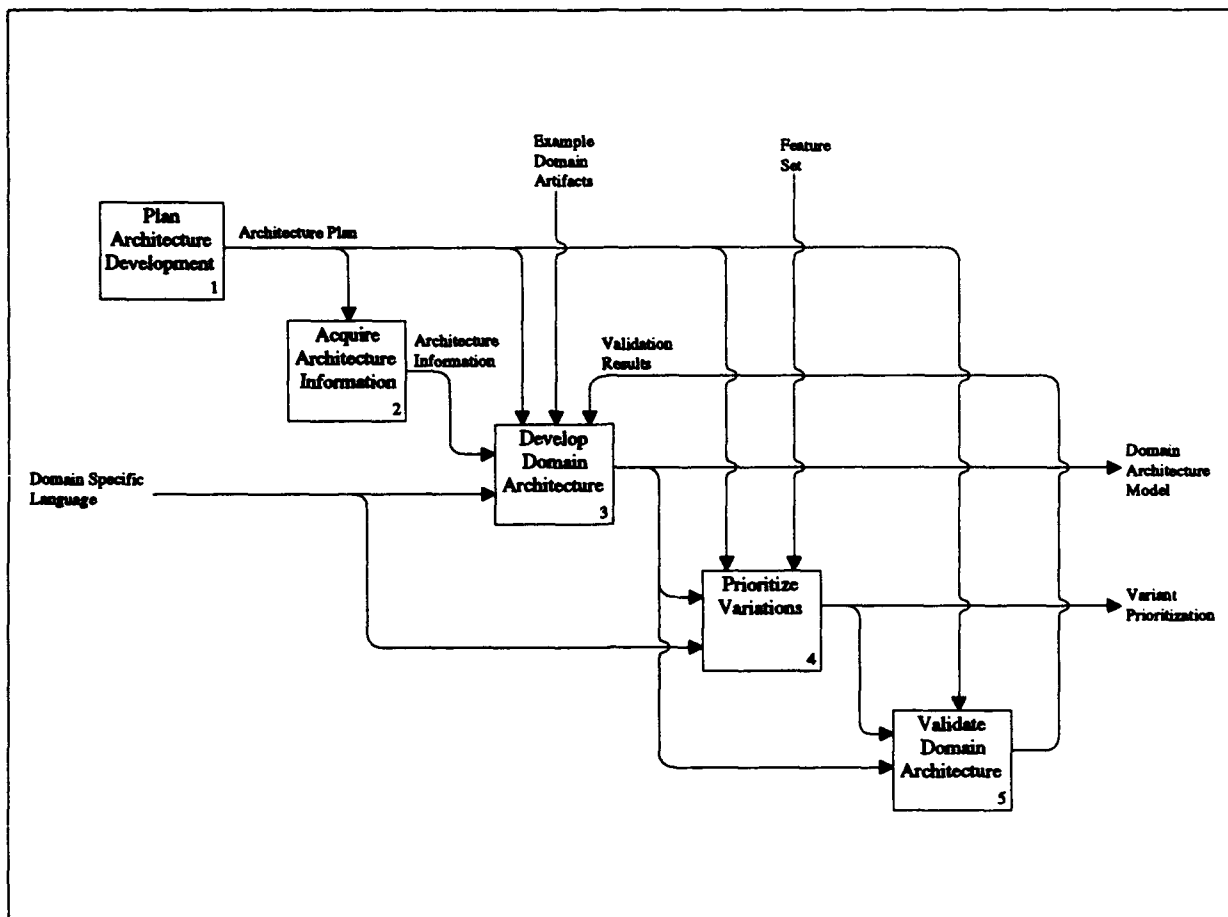 Example
Domain
Artifacts
Feature
Set
Plan
Architecture
Development
1
Architecture Plan
Acquire
Architecture
Information
2
Architecture
Information
Validation
Results
Develop
Domain
Architecture
3
Domain Specific
Language
Domain
Architecture
Model
Prioritize
Variations
4
Variant
Prioritization
Validate
Domain
Architecture
5